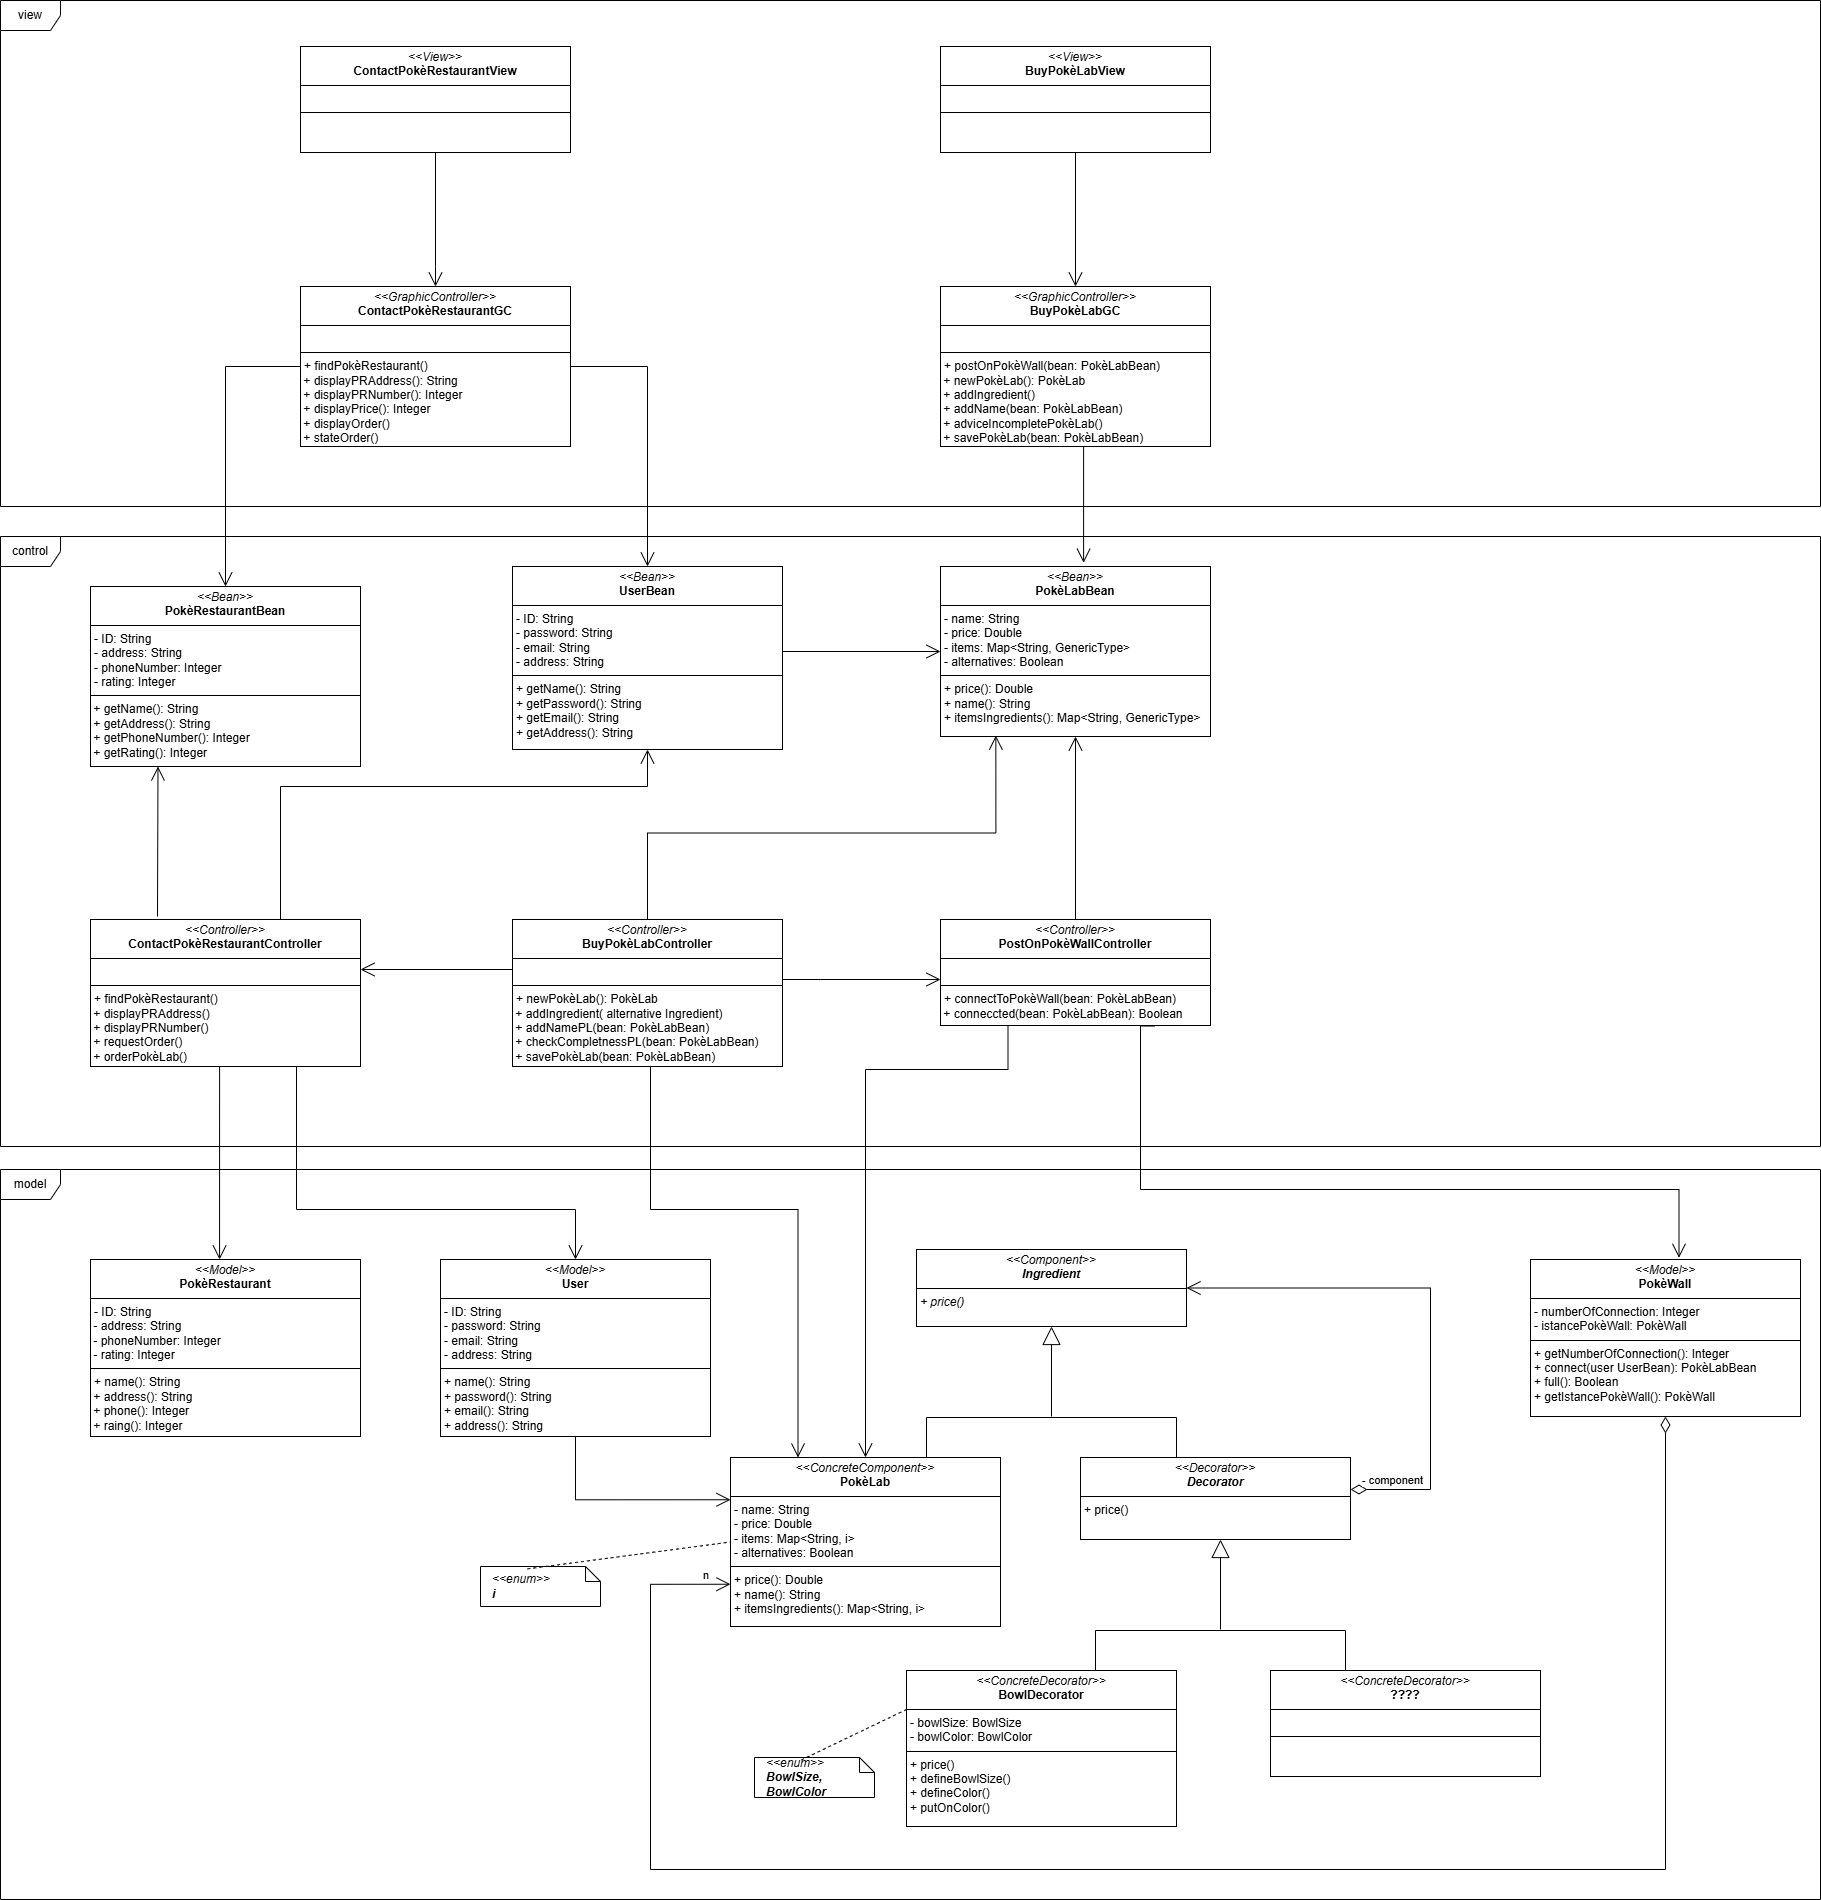 view
<<View>>
ContactPokèRestaurantView
<<View>>
BuyPokèLabView
<<GraphicController>>
ContactPokèRestaurantGC
+ findPokèRestaurant()
+ displayPRAddress(): String
+ displayPRNumber(): Integer
+ displayPrice(): Integer
+ displayOrder()
+ stateOrder()
<<GraphicController>>
BuyPokèLabGC
+ postOnPokèWall(bean: PokèLabBean)
+ newPokèLab(): PokèLab
+ addIngredient()
+ addName(bean: PokèLabBean)
+ adviceIncompletePokèLab()
+ savePokèLab(bean: PokèLabBean)
control
<<Bean>>
PokèRestaurantBean
- ID: String
- address: String
- phoneNumber: Integer
- rating: Integer
+ getName(): String
+ getAddress(): String
+ getPhoneNumber(): Integer
+ getRating(): Integer
<<Bean>>
UserBean
- ID: String
- password: String
- email: String
- address: String
+ getName(): String
+ getPassword(): String
+ getEmail(): String
+ getAddress(): String
<<Bean>>
PokèLabBean
- name: String
- price: Double
- items: Map<String, GenericType>
- alternatives: Boolean
+ price(): Double
+ name(): String
+ itemsIngredients(): Map<String, GenericType>
<<Controller>>
ContactPokèRestaurantController
+ findPokèRestaurant()
+ displayPRAddress()
+ displayPRNumber()
+ requestOrder()
+ orderPokèLab()
<<Controller>>
BuyPokèLabController
+ newPokèLab(): PokèLab
+ addIngredient( alternative Ingredient)
+ addNamePL(bean: PokèLabBean)
+ checkCompletnessPL(bean: PokèLabBean)
+ savePokèLab(bean: PokèLabBean)
<<Controller>>
PostOnPokèWallController
+ connectToPokèWall(bean: PokèLabBean)
+ conneccted(bean: PokèLabBean): Boolean
model
<<Model>>
PokèRestaurant
- ID: String
- address: String
- phoneNumber: Integer
- rating: Integer
+ name(): String
+ address(): String
+ phone(): Integer
+ raing(): Integer
<<Model>>
User
- ID: String
- password: String
- email: String
- address: String
+ name(): String
+ password(): String
+ email(): String
+ address(): String
<<Component>>
Ingredient
+ price()
<<Model>>
PokèWall
- numberOfConnection: Integer
- istancePokèWall: PokèWall
+ getNumberOfConnection(): Integer
+ connect(user UserBean): PokèLabBean
+ full(): Boolean
+ getIstancePokèWall(): PokèWall
<<ConcreteComponent>>
PokèLab
- name: String
- price: Double
- items: Map<String, i>
- alternatives: Boolean
+ price(): Double
+ name(): String
+ itemsIngredients(): Map<String, i>
<<Decorator>>
Decorator
+ price()
- component
<<enum>>
i
n
<<ConcreteDecorator>>
BowlDecorator
- bowlSize: BowlSize
- bowlColor: BowlColor
+ price()
+ defineBowlSize()
+ defineColor()
+ putOnColor()
<<ConcreteDecorator>>
????
<<enum>>
BowlSize,
BowlColor